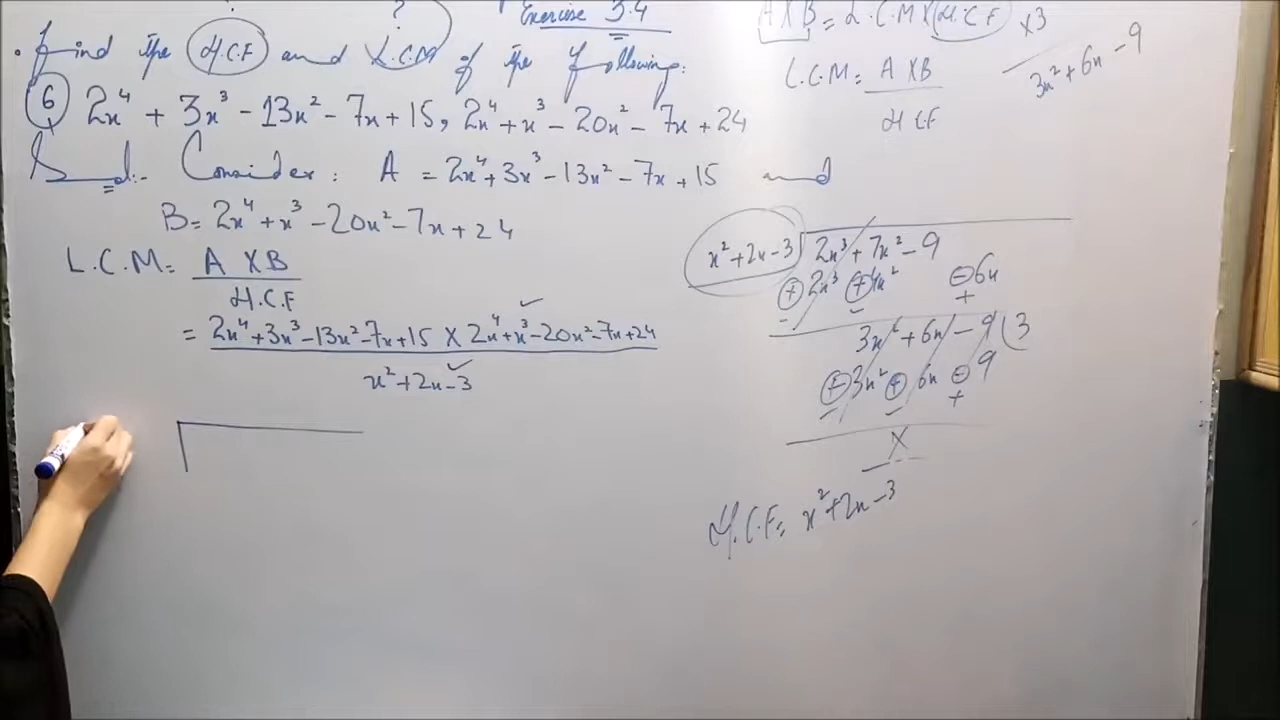 Exercise 3.4
?
• Find the H.C.F and L.C.M of the following:
6 2x⁴ + 3x³ - 13x² - 7x + 15, 2x⁴ + x³ - 20x² - 7x + 24
Sol:- Consider: A = 2x⁴ + 3x³ - 13x² - 7x + 15 and
B = 2x⁴ + x³ - 20x² - 7x + 24
L.C.M = A X B
H.C.F
= 2x⁴ + 3x³ - 13x² - 7x + 15 X 2x⁴ + x³ - 20x² - 7x + 24
x² + 2x - 3
A X B = L.C.M X H.C.F
L.C.M = A X B
H.C.F
X3
3x² + 6x - 9
x² + 2x - 3 2x³ + 7x² - 9
⊕ 2x³ ⊕ 4x² ⊖ 6x
- - +
3x² + 6x - 9 ( 3
⊕ 3x² ⊕ 6x ⊖ 9
- - +
X
H.C.F = x² + 2x - 3